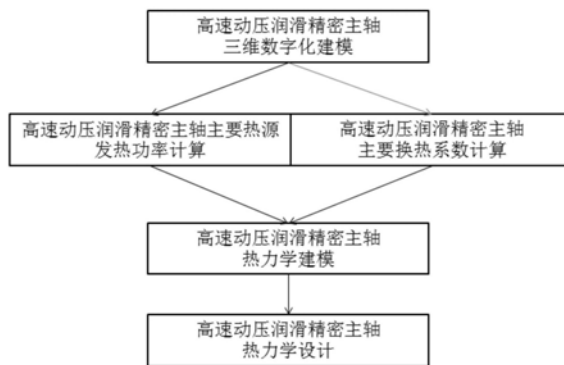 高速动压润滑精密主轴
三维数字化建模
高速动压润滑精密主轴主要热源
发热功率计算
高速动压润滑精密主轴
主要换热系数计算
高速动压润滑精密主轴
热力学建模
高速动压润滑精密主轴
热力学设计